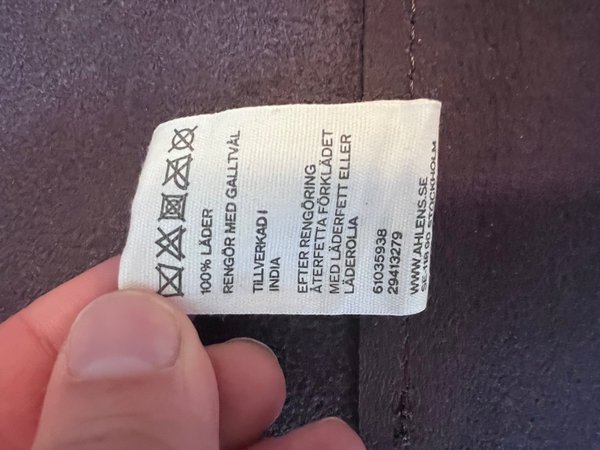 100% LÄDER
RENGÖR MED GALLTVÅL
TILLVERKAD I
INDIA
EFTER RENGÖRING
ÅTERFETTA FÖRKLÄDET
MED LÄDERFETT ELLER
LÄDEROLJA
61035938
29413279
WWW.AHLENS.SE
SE-118 90 STOCKHOLM